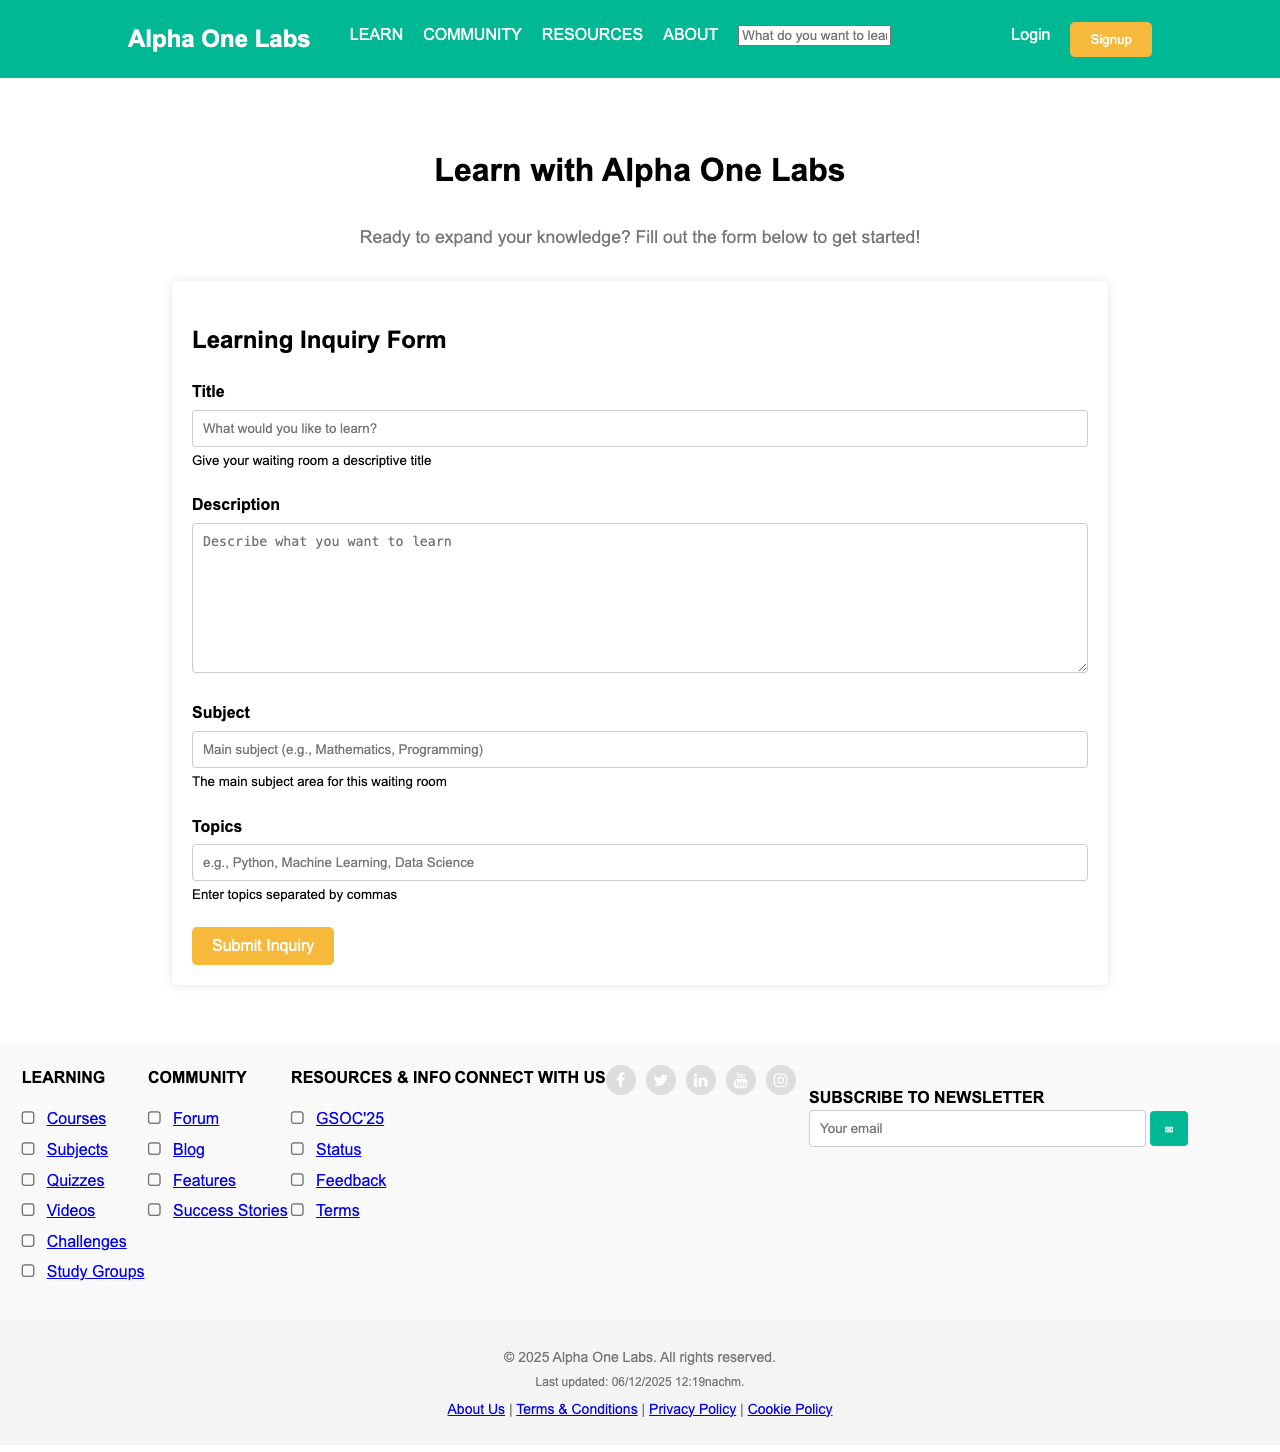 Alpha One Labs LEARN COMMUNITY RESOURCES ABOUT What do you want to lear Login Signup
Learn with Alpha One Labs
Ready to expand your knowledge? Fill out the form below to get started!
Learning Inquiry Form
Title
What would you like to learn?
Give your waiting room a descriptive title
Description
Describe what you want to learn
Subject
Main subject (e.g., Mathematics, Programming)
The main subject area for this waiting room
Topics
e.g., Python, Machine Learning, Data Science
Enter topics separated by commas
Submit Inquiry
LEARNING
Courses
Subjects
Quizzes
Videos
Challenges
Study Groups
COMMUNITY
Forum
Blog
Features
Success Stories
RESOURCES & INFO
GSOC'25
Status
Feedback
Terms
CONNECT WITH US
SUBSCRIBE TO NEWSLETTER
Your email
© 2025 Alpha One Labs. All rights reserved.
Last updated: 06/12/2025 12:19nachm.
About Us | Terms & Conditions | Privacy Policy | Cookie Policy